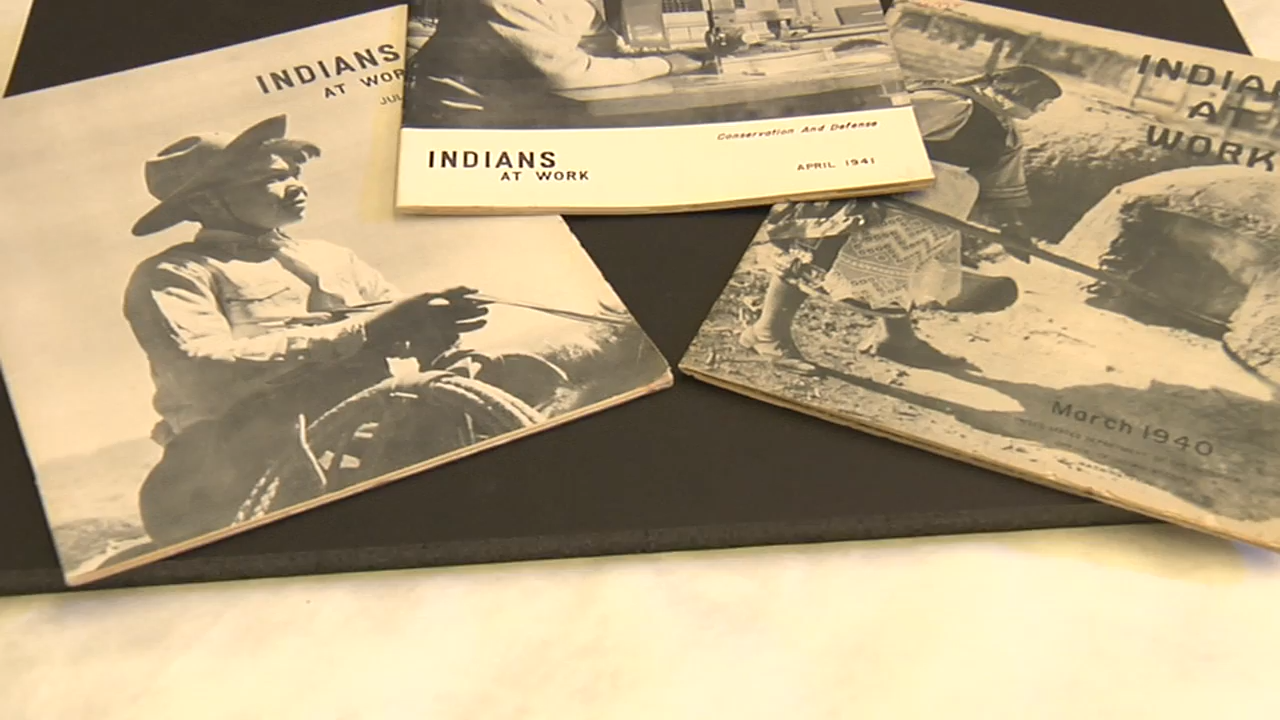 INDIANS
AT WOR
JUL
Conservation And Defense
INDIANS
AT WORK
APRIL 1941
INDIA
AT
WORK
March 1940